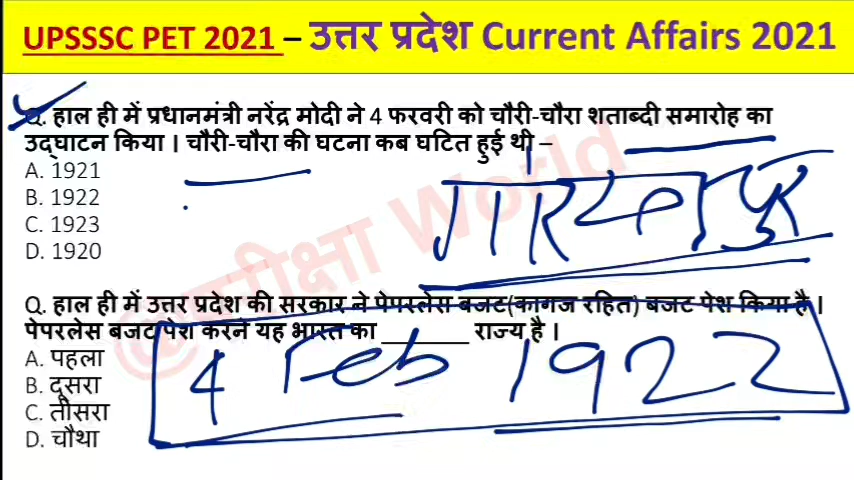 UPSSSC PET 2021 – उत्तर प्रदेश Current Affairs 2021
Q. हाल ही में प्रधानमंत्री नरेंद्र मोदी ने 4 फरवरी को चौरी-चौरा शताब्दी समारोह का
उद्घाटन किया । चौरी-चौरा की घटना कब घटित हुई थी –
A. 1921
B. 1922
C. 1923
D. 1920
गोरखपुर
@परीक्षा World
Q. हाल ही में उत्तर प्रदेश की सरकार ने पेपरलेस बजट(कागज रहित) बजट पेश किया है ।
पेपरलेस बजट पेश करने यह भारत का ________ राज्य है ।
A. पहला
B. दूसरा
C. तीसरा
D. चौथा
4 Feb 1922